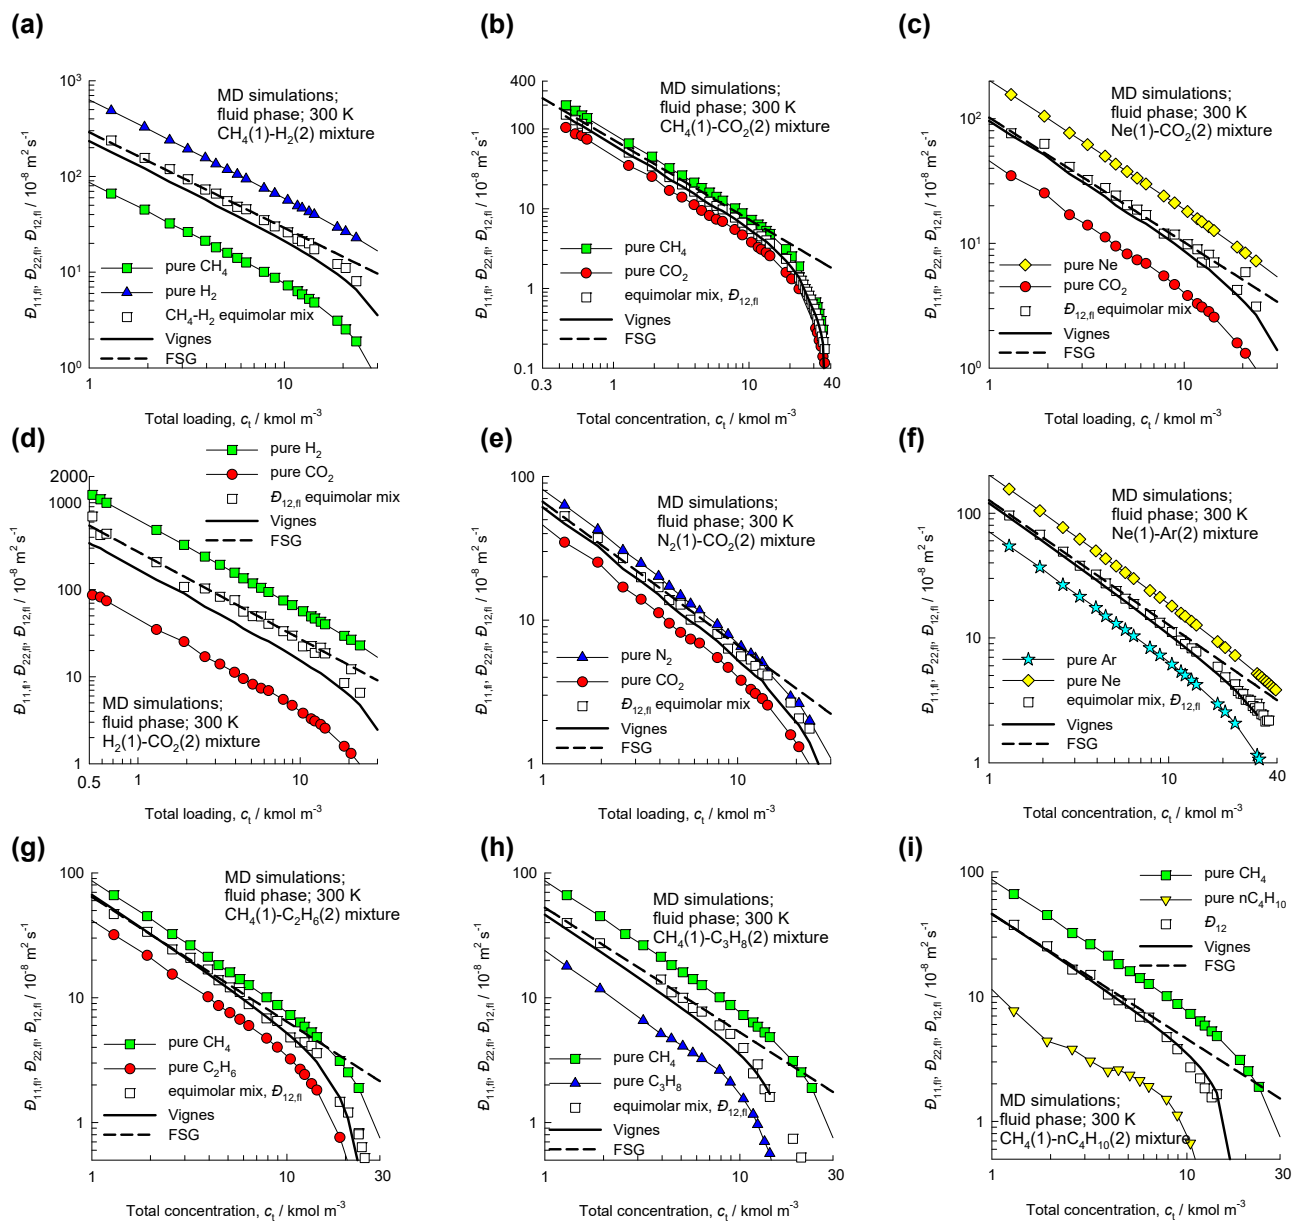 (a)
Đ₁₁,fl, Đ₂₂,fl, Đ₁₂,fl / 10⁻⁸ m² s⁻¹
10³
10²
10¹
10⁰
MD simulations;
fluid phase; 300 K
CH₄(1)-H₂(2) mixture
pure CH₄
pure H₂
CH₄-H₂ equimolar mix
Vignes
FSG
1
10
Total loading, cₜ / kmol m⁻³
(b)
Đ₁₁,fl, Đ₂₂,fl, Đ₁₂,fl / 10⁻⁸ m² s⁻¹
400
100
10
1
0.1
MD simulations;
fluid phase; 300 K
CH₄(1)-CO₂(2) mixture
pure CH₄
pure CO₂
equimolar mix, Đ₁₂,fl
Vignes
FSG
0.3
1
10
40
Total concentration, cₜ / kmol m⁻³
(c)
Đ₁₁,fl, Đ₂₂,fl, Đ₁₂,fl / 10⁻⁸ m² s⁻¹
10²
10¹
10⁰
MD simulations;
fluid phase; 300 K
Ne(1)-CO₂(2) mixture
pure Ne
pure CO₂
Đ₁₂,fl equimolar mix
Vignes
FSG
1
10
30
Total loading, cₜ / kmol m⁻³
(d)
Đ₁₁,fl, Đ₂₂,fl, Đ₁₂,fl / 10⁻⁸ m² s⁻¹
2000
1000
100
10
1
pure H₂
pure CO₂
Đ₁₂,fl equimolar mix
Vignes
FSG
MD simulations;
fluid phase; 300 K
H₂(1)-CO₂(2) mixture
0.5
1
10
Total loading, cₜ / kmol m⁻³
(e)
Đ₁₁,fl, Đ₂₂,fl, Đ₁₂,fl / 10⁻⁸ m² s⁻¹
100
10
1
MD simulations;
fluid phase; 300 K
N₂(1)-CO₂(2) mixture
pure N₂
pure CO₂
Đ₁₂,fl equimolar mix
Vignes
FSG
1
10
30
Total loading, cₜ / kmol m⁻³
(f)
Đ₁₁,fl, Đ₂₂,fl, Đ₁₂,fl / 10⁻⁸ m² s⁻¹
100
10
1
MD simulations;
fluid phase; 300 K
Ne(1)-Ar(2) mixture
pure Ar
pure Ne
equimolar mix, Đ₁₂,fl
Vignes
FSG
1
10
40
Total concentration, cₜ / kmol m⁻³
(g)
Đ₁₁,fl, Đ₂₂,fl, Đ₁₂,fl / 10⁻⁸ m² s⁻¹
100
10
1
MD simulations;
fluid phase; 300 K
CH₄(1)-C₂H₆(2) mixture
pure CH₄
pure C₂H₆
equimolar mix, Đ₁₂,fl
Vignes
FSG
1
10
30
Total concentration, cₜ / kmol m⁻³
(h)
Đ₁₁,fl, Đ₂₂,fl, Đ₁₂,fl / 10⁻⁸ m² s⁻¹
100
10
1
MD simulations;
fluid phase; 300 K
CH₄(1)-C₃H₈(2) mixture
pure CH₄
pure C₃H₈
equimolar mix, Đ₁₂,fl
Vignes
FSG
1
10
30
Total concentration, cₜ / kmol m⁻³
(i)
Đ₁₁,fl, Đ₂₂,fl, Đ₁₂,fl / 10⁻⁸ m² s⁻¹
100
10
1
pure CH₄
pure nC₄H₁₀
Đ₁₂
Vignes
FSG
MD simulations;
fluid phase; 300 K
CH₄(1)-nC₄H₁₀(2) mixture
1
10
30
Total concentration, cₜ / kmol m⁻³